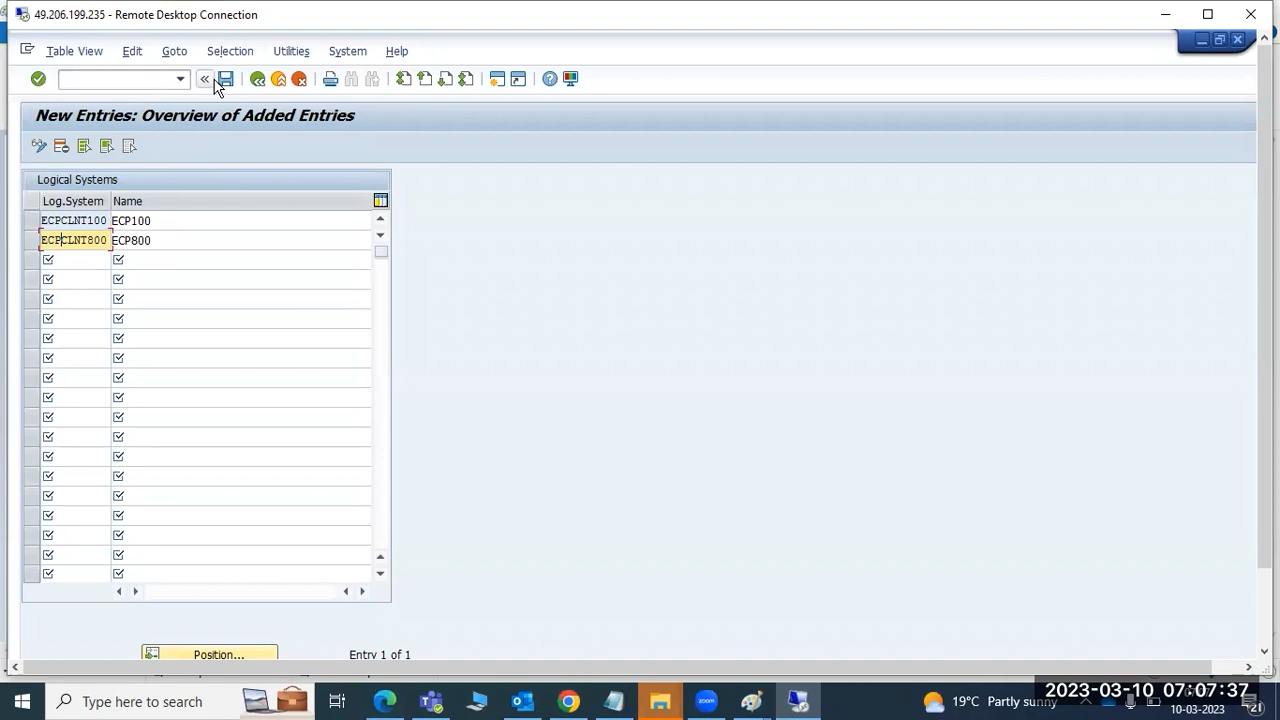 49.206.199.235 - Remote Desktop Connection
Table View Edit Goto Selection Utilities System Help
New Entries: Overview of Added Entries
Logical Systems
Log.System Name
ECPCLNT100 ECP100
ECPCLNT800 ECP800
Position... Entry 1 of 1
Type here to search
19°C Partly sunny
2023-03-10 07:07:37
10-03-2023
21